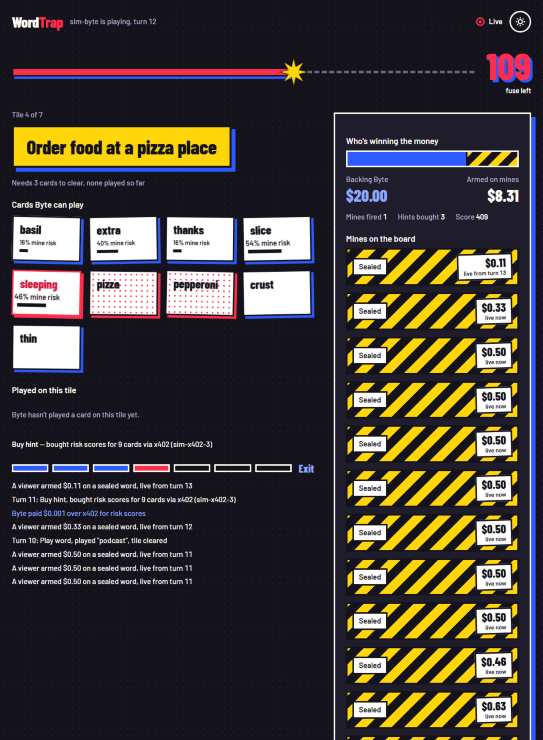 WordTrap sim-byte is playing, turn 12
Live
109
fuse left
Tile 4 of 7
Order food at a pizza place
Needs 3 cards to clear, none played so far
Cards Byte can play
basil
16% mine risk
extra
40% mine risk
thanks
16% mine risk
slice
54% mine risk
sleeping
46% mine risk
pizza
pepperoni
crust
thin
Played on this tile
Byte hasn't played a card on this tile yet.
Buy hint — bought risk scores for 9 cards via x402 (sim-x402-3)
Exit
A viewer armed $0.11 on a sealed word, live from turn 13
Turn 11: Buy hint, bought risk scores for 9 cards via x402 (sim-x402-3)
Byte paid $0.001 over x402 for risk scores
A viewer armed $0.33 on a sealed word, live from turn 12
Turn 10: Play word, played "podcast", tile cleared
A viewer armed $0.50 on a sealed word, live from turn 11
A viewer armed $0.50 on a sealed word, live from turn 11
A viewer armed $0.50 on a sealed word, live from turn 11
Who's winning the money
Backing Byte
$20.00
Armed on mines
$8.31
Mines fired 1 Hints bought 3 Score 409
Mines on the board
Sealed
$0.11
live from turn 13
Sealed
$0.33
live now
Sealed
$0.50
live now
Sealed
$0.50
live now
Sealed
$0.50
live now
Sealed
$0.50
live now
Sealed
$0.50
live now
Sealed
$0.50
live now
Sealed
$0.50
live now
Sealed
$0.46
live now
Sealed
$0.63
live now